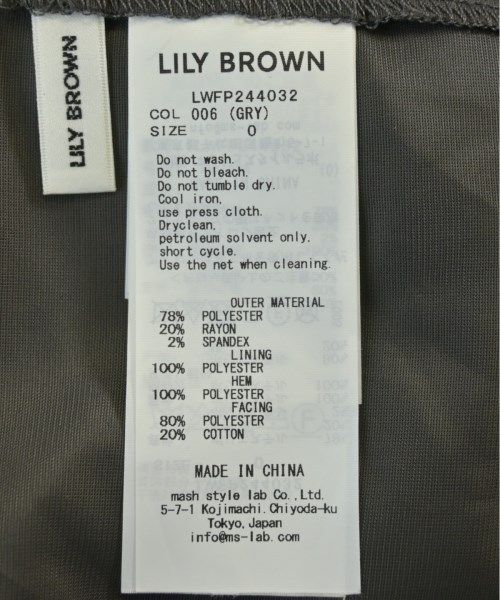 LILY BROWN
LILY BROWN
LWFP244032
COL 006 (GRY)
SIZE 0
Do not wash.
Do not bleach.
Do not tumble dry.
Cool iron,
use press cloth.
Dryclean,
petroleum solvent only.
short cycle.
Use the net when cleaning.
OUTER MATERIAL
78% POLYESTER
20% RAYON
2% SPANDEX
LINING
100% POLYESTER
HEM
100% POLYESTER
FACING
80% POLYESTER
20% COTTON
MADE IN CHINA
mash style lab Co., Ltd.
5-7-1 Kojimachi. Chiyoda-ku
Tokyo, Japan
info@ms-lab.com